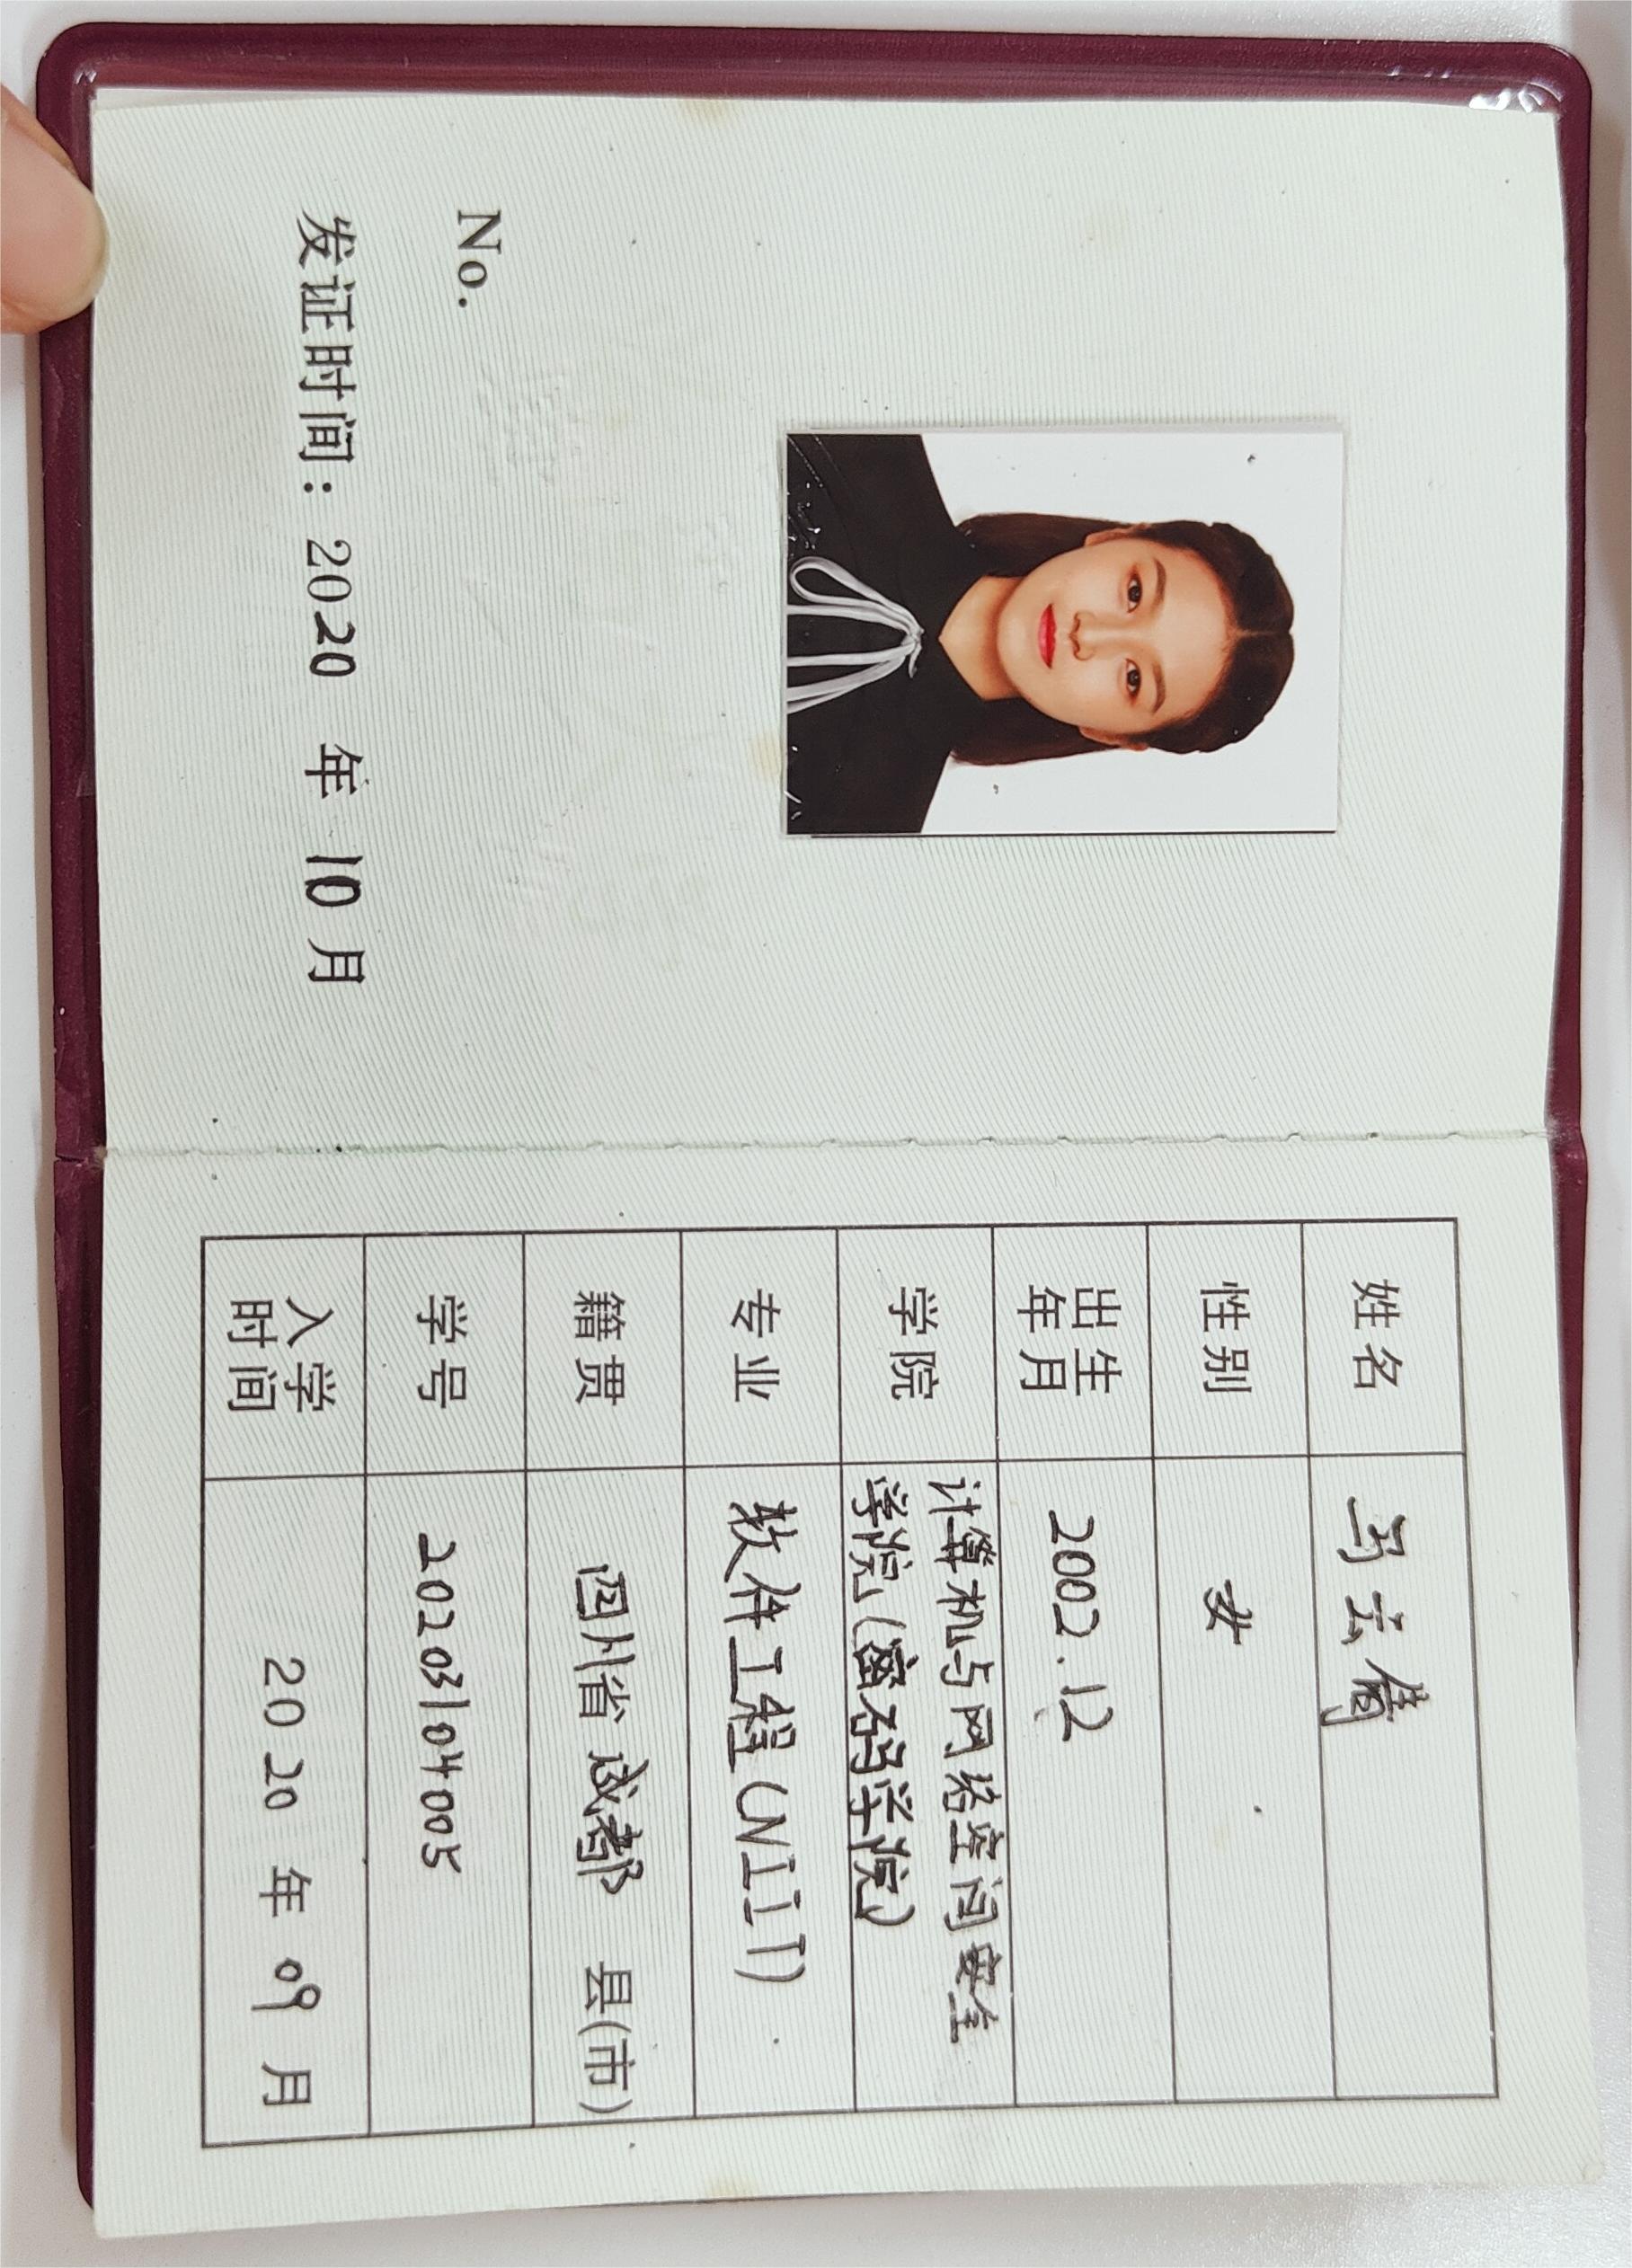 No.
发证时间：2020 年 10 月
姓名 马云倩
性别 女
出生年月 2002.12
学院 计算机与网络空间安全
学院(密码学院)
专业 软件工程(NIIT)
籍贯 四川省成都 县(市)
学号 20203104005
入学时间 2020 年 09 月